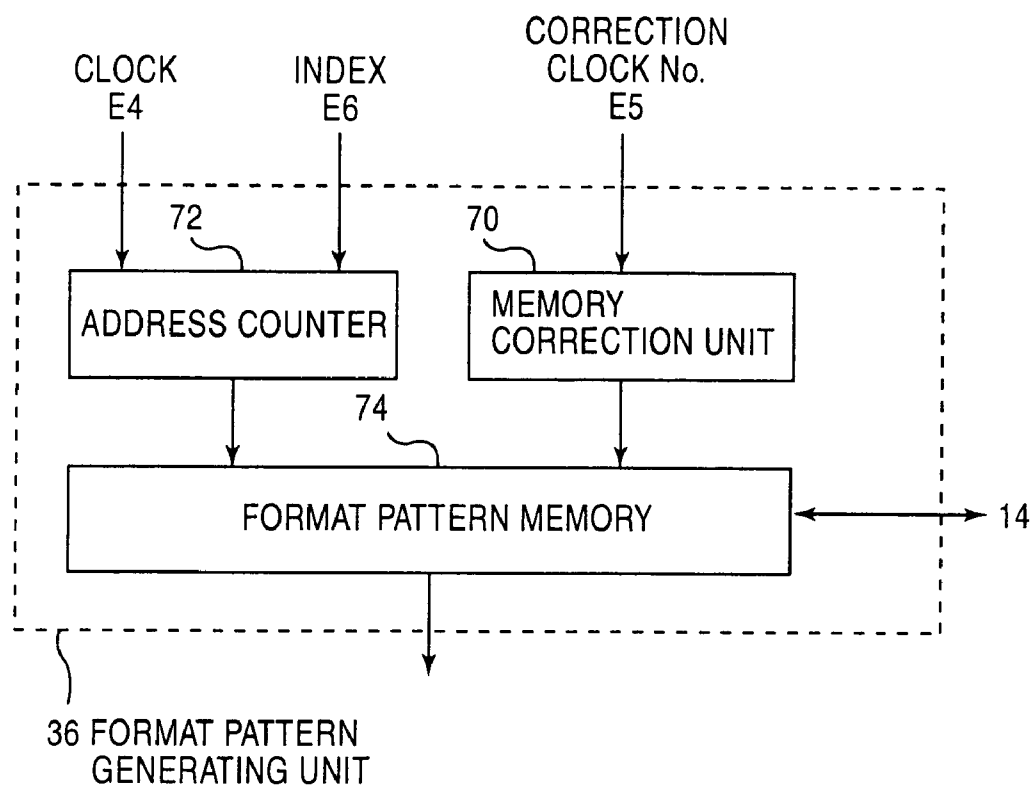 CLOCK
E4
INDEX
E6
CORRECTION
CLOCK No.
E5
72
70
ADDRESS COUNTER
MEMORY
CORRECTION UNIT
74
FORMAT PATTERN MEMORY
14
36 FORMAT PATTERN
GENERATING UNIT